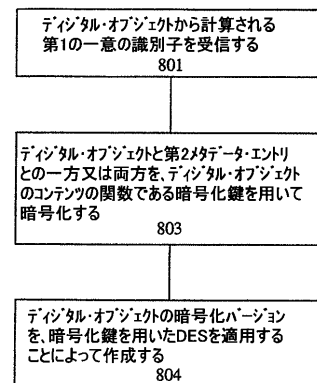 ﾃﾞｨｼﾞﾀﾙ・ｵﾌﾞｼﾞｪｸﾄから計算される
第1の一意の識別子を受信する
801
ﾃﾞｨｼﾞﾀﾙ・ｵﾌﾞｼﾞｪｸﾄと第2ﾒﾀﾃﾞｰﾀ・ｴﾝﾄﾘ
との一方又は両方を、ﾃﾞｨｼﾞﾀﾙ・ｵﾌﾞｼﾞｪｸﾄ
のｺﾝﾃﾝﾂの関数である暗号化鍵を用いて
暗号化する
803
ﾃﾞｨｼﾞﾀﾙ・ｵﾌﾞｼﾞｪｸﾄの暗号化ﾊﾞｰｼﾞｮﾝ
を、暗号化鍵を用いたDESを適用する
ことによって作成する
804